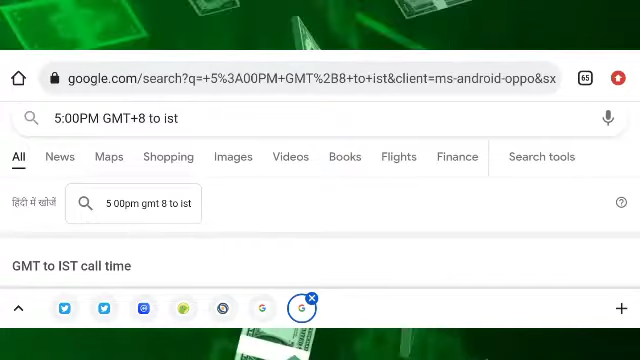 google.com/search?q=+5%3A00PM+GMT%2B8+to+ist&client=ms-android-oppo&sx
65
5:00PM GMT+8 to ist
All News Maps Shopping Images Videos Books Flights Finance Search tools
हिंदी में खोजें 5 00pm gmt 8 to ist
GMT to IST call time